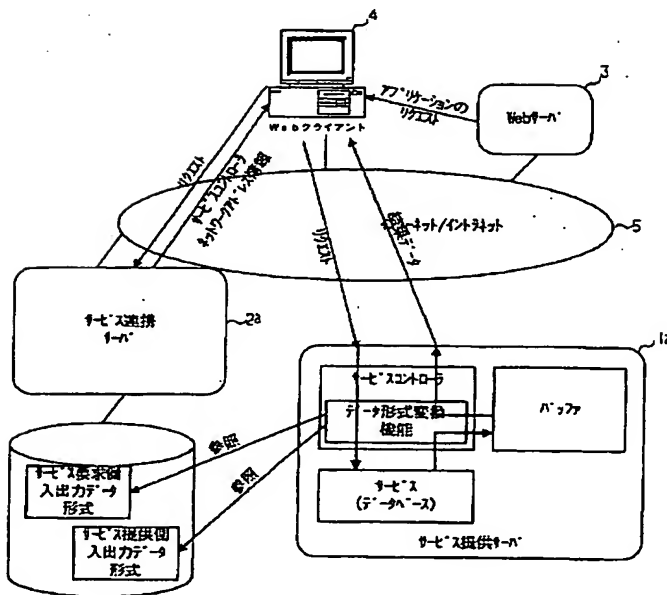 4
3
アプリケーションの
リクエスト
Webサーバ
Webクライアント
リクエスト
サービスコントローラ
ネットワークアドレス情報
リクエスト
結果データ
ネット/イントラネット
5
サービス連携
サーバ
2a
1a
サービスコントローラ
データ形式変換
機能
バッファ
参照
参照
サービス要求側
入出力データ
形式
サービス提供側
入出力データ
形式
サービス
(データベース)
サービス提供サーバ